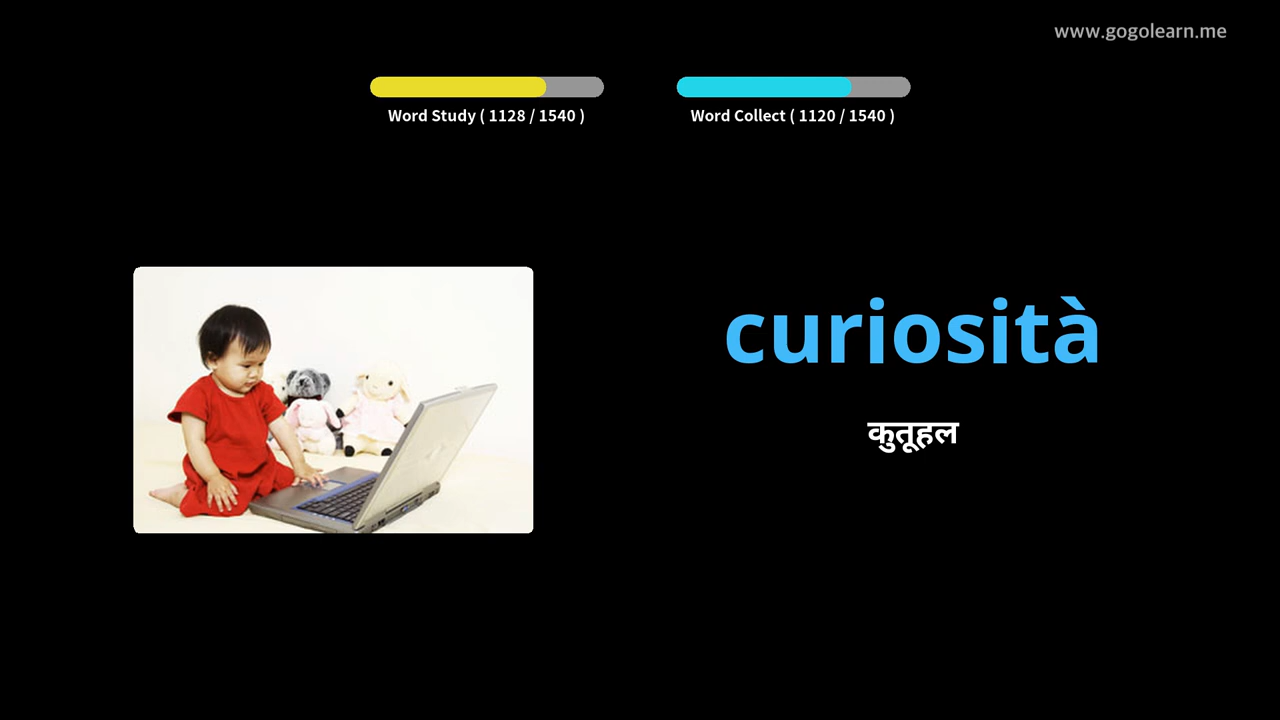 www.gogolearn.me
Word Study ( 1128 / 1540 )
Word Collect ( 1120 / 1540 )
curiosità
कुतूहल